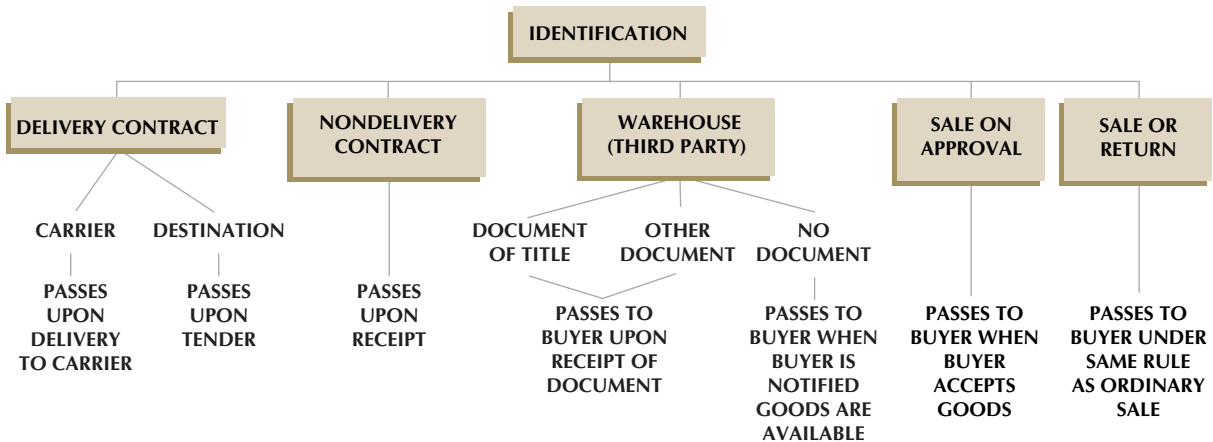 IDENTIFICATION
DELIVERY CONTRACT
NONDELIVERY
CONTRACT
WAREHOUSE
(THIRD PARTY)
SALE ON
APPROVAL
SALE OR
RETURN
CARRIER
DESTINATION
DOCUMENT
OF TITLE
OTHER
DOCUMENT
NO
DOCUMENT
PASSES
UPON
DELIVERY
TO CARRIER
PASSES
UPON
TENDER
PASSES
UPON
RECEIPT
PASSES TO
BUYER UPON
RECEIPT OF
DOCUMENT
PASSES TO
BUYER WHEN
BUYER IS
NOTIFIED
GOODS ARE
AVAILABLE
PASSES TO
BUYER WHEN
BUYER
ACCEPTS
GOODS
PASSES TO
BUYER UNDER
SAME RULE
AS ORDINARY
SALE